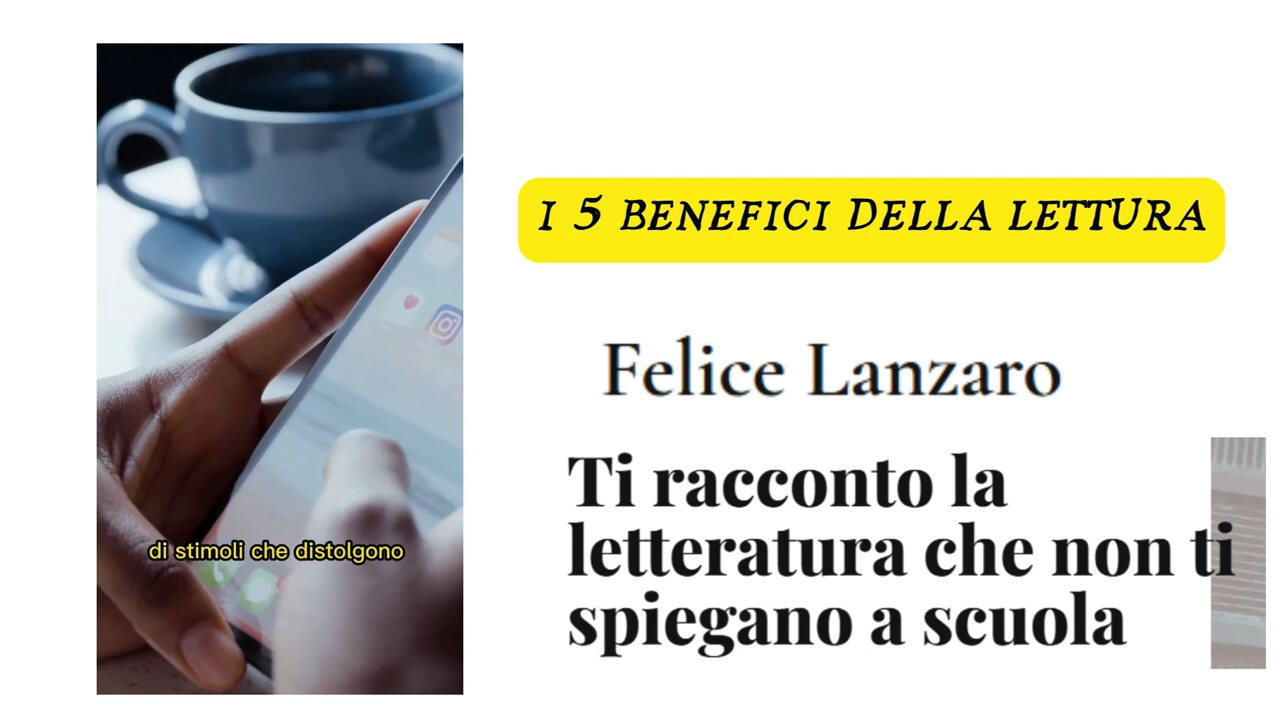 I 5 BENEFICI DELLA LETTURA
Felice Lanzaro
Ti racconto la
letteratura che non ti
spiegano a scuola
di stimoli che distolgono